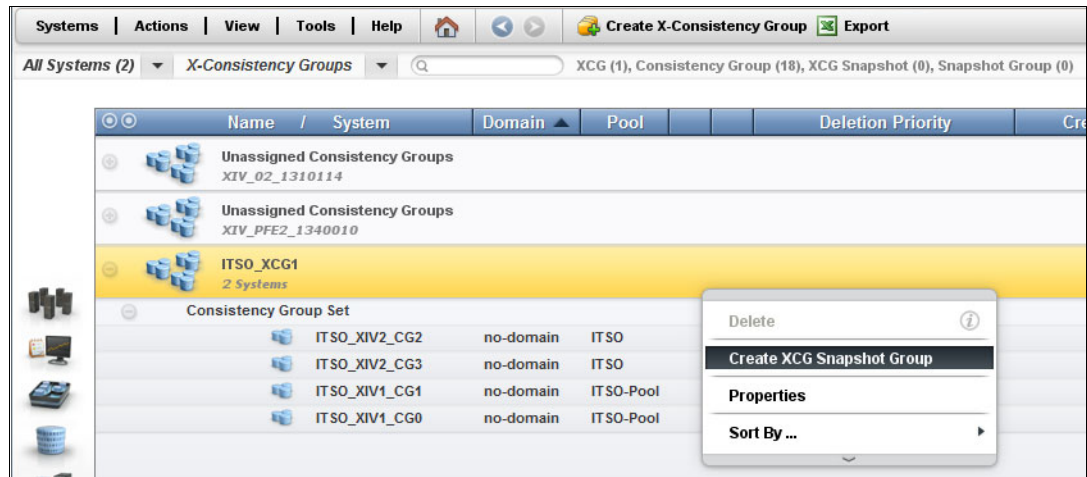 Systems | Actions | View | Tools | Help Create X-Consistency Group Export
All Systems (2) X-Consistency Groups XCG (1), Consistency Group (18), XCG Snapshot (0), Snapshot Group (0)
Name / System Domain Pool Deletion Priority Cre
Unassigned Consistency Groups
XIV_02_1310114
Unassigned Consistency Groups
XIV_PFE2_1340010
ITSO_XCG1
2 Systems
Consistency Group Set
ITSO_XIV2_CG2 no-domain ITSO
ITSO_XIV2_CG3 no-domain ITSO
ITSO_XIV1_CG1 no-domain ITSO-Pool
ITSO_XIV1_CG0 no-domain ITSO-Pool
Delete
Create XCG Snapshot Group
Properties
Sort By ...